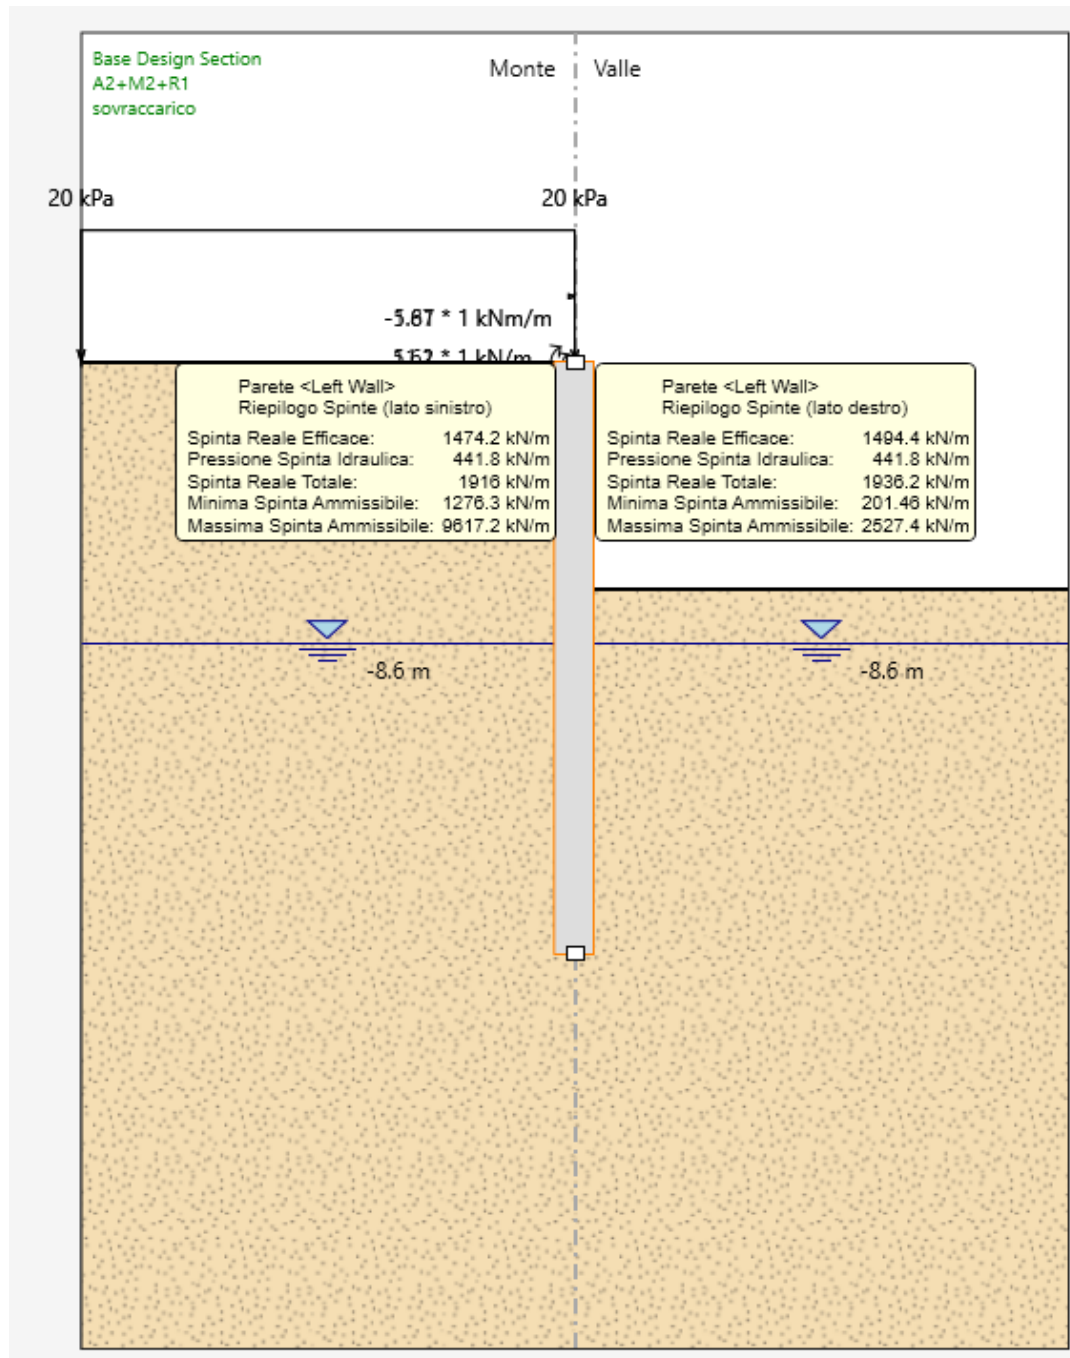 Base Design Section
A2+M2+R1
sovraccarico
Monte
Valle
20 kPa
20 kPa
* 1 kNm/m
* 1 kN/m
Parete <Left Wall>
Riepilogo Spinte (lato sinistro)
Spinta Reale Efficace: 1474.2 kN/m
Pressione Spinta Idraulica: 441.8 kN/m
Spinta Reale Totale: 1916 kN/m
Minima Spinta Ammissibile: 1276.3 kN/m
Massima Spinta Ammissibile: 9617.2 kN/m
Parete <Left Wall>
Riepilogo Spinte (lato destro)
Spinta Reale Efficace: 1494.4 kN/m
Pressione Spinta Idraulica: 441.8 kN/m
Spinta Reale Totale: 1936.2 kN/m
Minima Spinta Ammissibile: 201.46 kN/m
Massima Spinta Ammissibile: 2527.4 kN/m
-8.6 m
-8.6 m